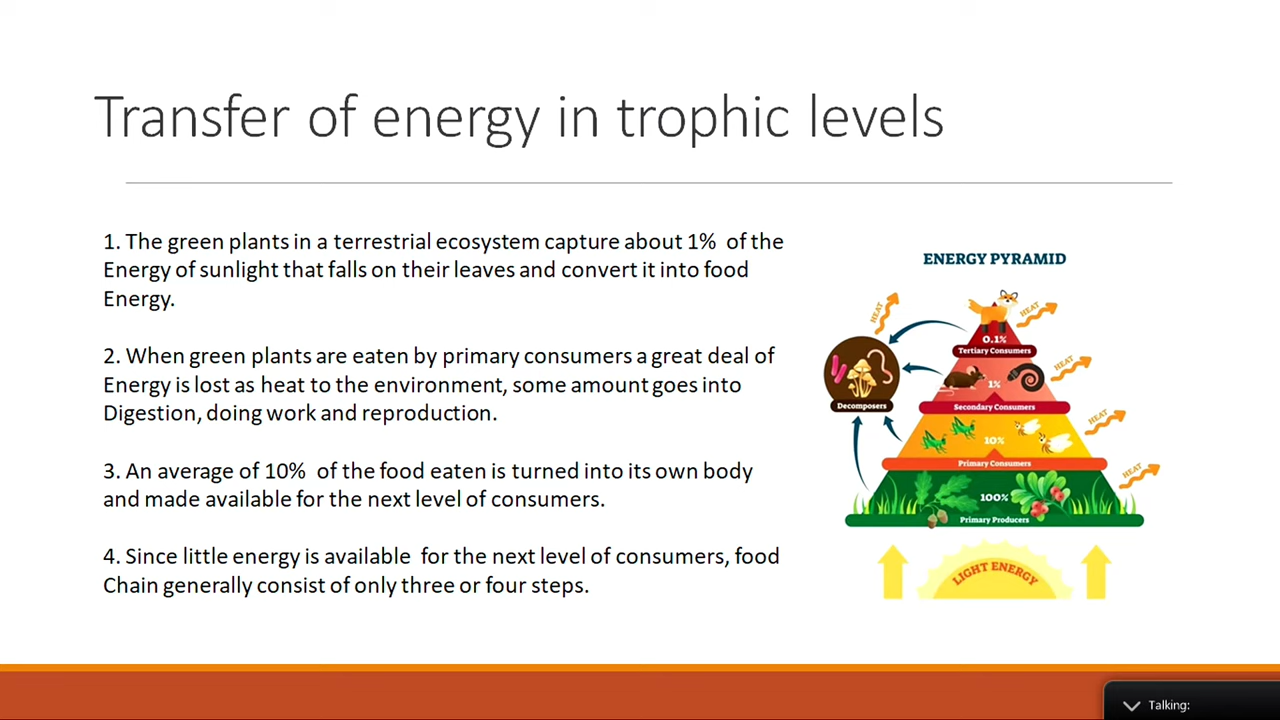 Transfer of energy in trophic levels
1. The green plants in a terrestrial ecosystem capture about 1% of the
Energy of sunlight that falls on their leaves and convert it into food
Energy.
2. When green plants are eaten by primary consumers a great deal of
Energy is lost as heat to the environment, some amount goes into
Digestion, doing work and reproduction.
3. An average of 10% of the food eaten is turned into its own body
and made available for the next level of consumers.
4. Since little energy is available for the next level of consumers, food
Chain generally consist of only three or four steps.
ENERGY PYRAMID
HEAT
HEAT
0.1%
Tertiary Consumers
HEAT
1%
Decomposers
Secondary Consumers
HEAT
10%
Primary Consumers
HEAT
100%
Primary Producers
LIGHT ENERGY
Talking: